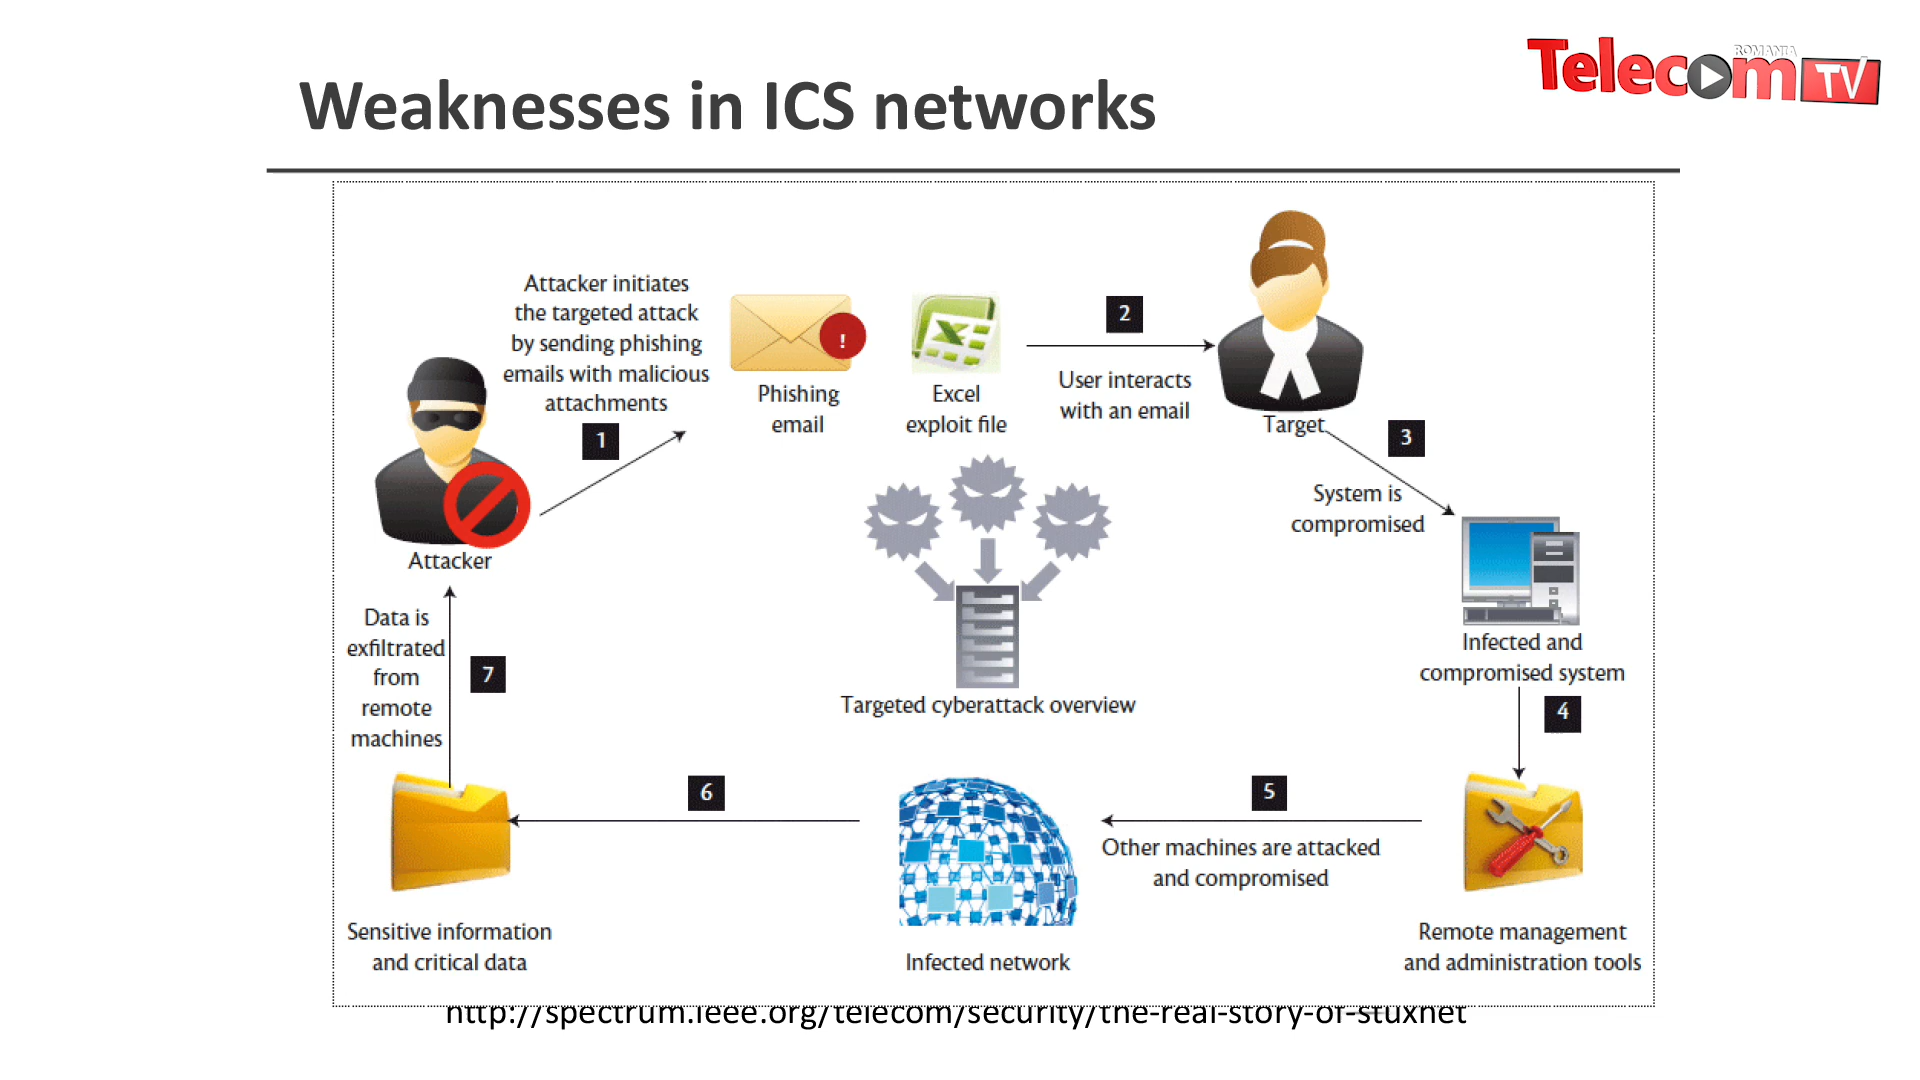 Weaknesses in ICS networks
ROMANIA
Telecom TV
Attacker initiates
the targeted attack
by sending phishing
emails with malicious
attachments
1
Attacker
!
Phishing
email
Excel
exploit file
2
User interacts
with an email
Target
3
System is
compromised
Infected and
compromised system
4
Targeted cyberattack overview
Remote management
and administration tools
5
Other machines are attacked
and compromised
Infected network
6
Sensitive information
and critical data
7
Data is
exfiltrated
from
remote
machines
http://spectrum.ieee.org/telecom/security/the-real-story-of-stuxnet